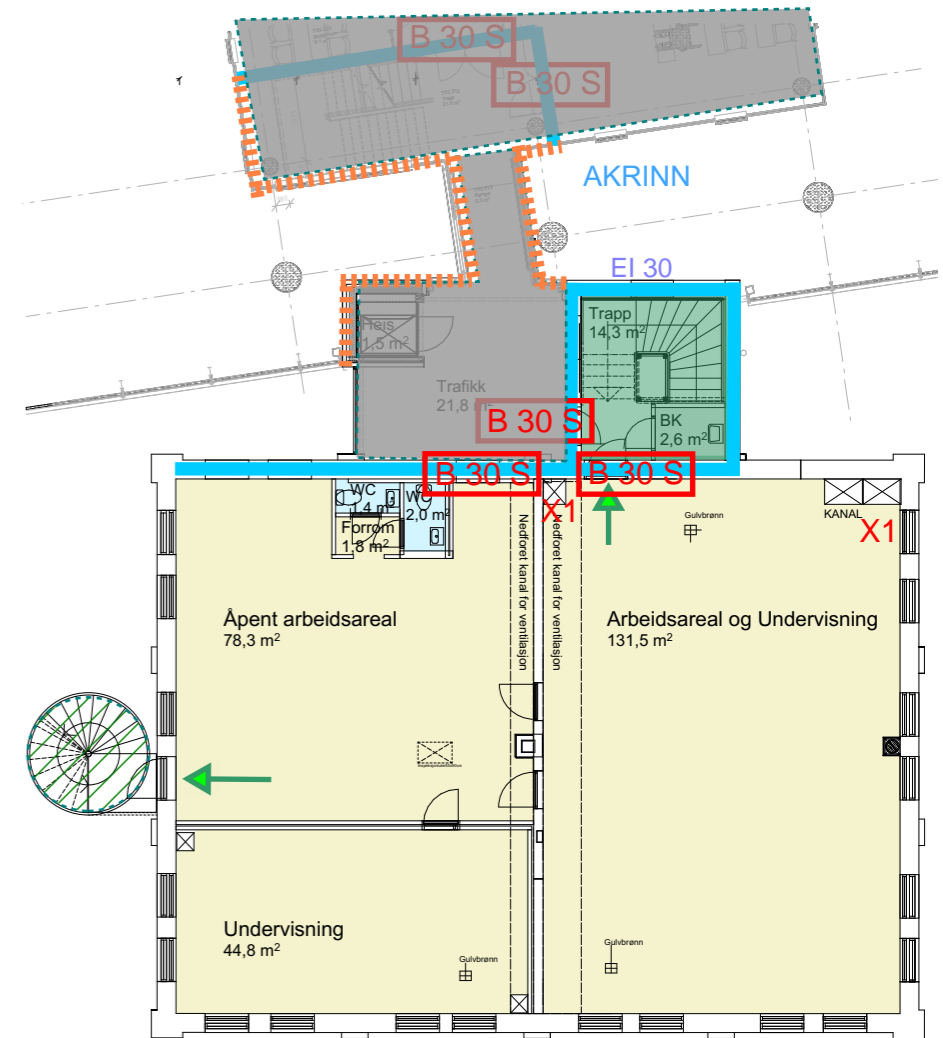 B 30 S
B 30 S
AKRINN
EI 30
Trapp
14,3 m²
Heis
1,5 m²
Trafikk
21,8 m²
B 30 S
BK
2,6 m²
B 30 S
B 30 S
WC
1,4 m²
WC
2,0 m²
Forrom
1,8 m²
X1
Gulvbrønn
KANAL
X1
Nedforet kanal for ventilasjon
Nedforet kanal for ventilasjon
Åpent arbeidsareal
78,3 m²
Arbeidsareal og Undervisning
131,5 m²
Undervisning
44,8 m²
Gulvbrønn
Gulvbrønn